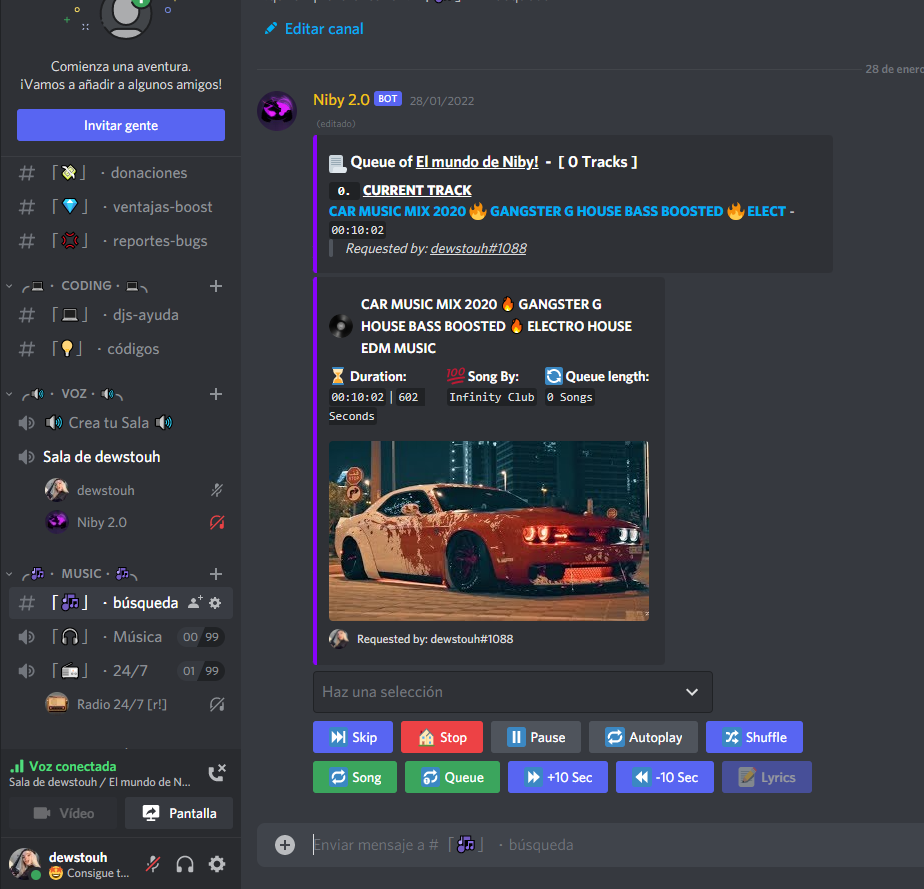 Comienza una aventura.
¡Vamos a añadir a algunos amigos!
Invitar gente
donaciones
ventajas-boost
reportes-bugs
CODING
djs-ayuda
códigos
VOZ
Crea tu Sala
Sala de dewstouh
dewstouh
Niby 2.0
MUSIC
búsqueda
Música 00 99
24/7 01 99
Radio 24/7 [r!]
Voz conectada
Sala de dewstouh / El mundo de N...
Vídeo Pantalla
dewstouh
Consigue t...
Editar canal
28 de enero
Niby 2.0 BOT 28/01/2022
(editado)
Queue of El mundo de Niby! - [ 0 Tracks ]
0. CURRENT TRACK
CAR MUSIC MIX 2020 🔥 GANGSTER G HOUSE BASS BOOSTED 🔥 ELECT -
00:10:02
Requested by: dewstouh#1088
CAR MUSIC MIX 2020 🔥 GANGSTER G
HOUSE BASS BOOSTED 🔥 ELECTRO HOUSE
EDM MUSIC
Duration: 💯 Song By: Queue length:
00:10:02 | 602 Infinity Club 0 Songs
Seconds
Requested by: dewstouh#1088
Haz una selección
Skip Stop Pause Autoplay Shuffle
Song Queue +10 Sec -10 Sec Lyrics
Enviar mensaje a # 「🎶」 · búsqueda